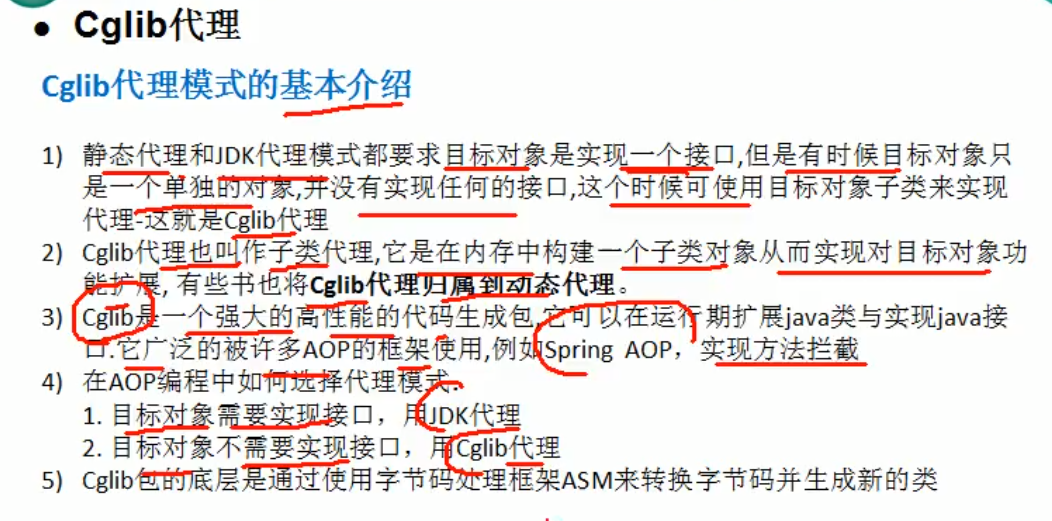 • Cglib代理
Cglib代理模式的基本介绍
1) 静态代理和JDK代理模式都要求目标对象是实现一个接口,但是有时候目标对象只
是一个单独的对象,并没有实现任何的接口,这个时候可使用目标对象子类来实现
代理-这就是Cglib代理
2) Cglib代理也叫作子类代理,它是在内存中构建一个子类对象从而实现对目标对象功
能扩展, 有些书也将Cglib代理归属到动态代理。
3) Cglib是一个强大的高性能的代码生成包,它可以在运行期扩展java类与实现java接
口.它广泛的被许多AOP的框架使用,例如Spring AOP，实现方法拦截
4) 在AOP编程中如何选择代理模式:
1. 目标对象需要实现接口，用JDK代理
2. 目标对象不需要实现接口，用Cglib代理
5) Cglib包的底层是通过使用字节码处理框架ASM来转换字节码并生成新的类